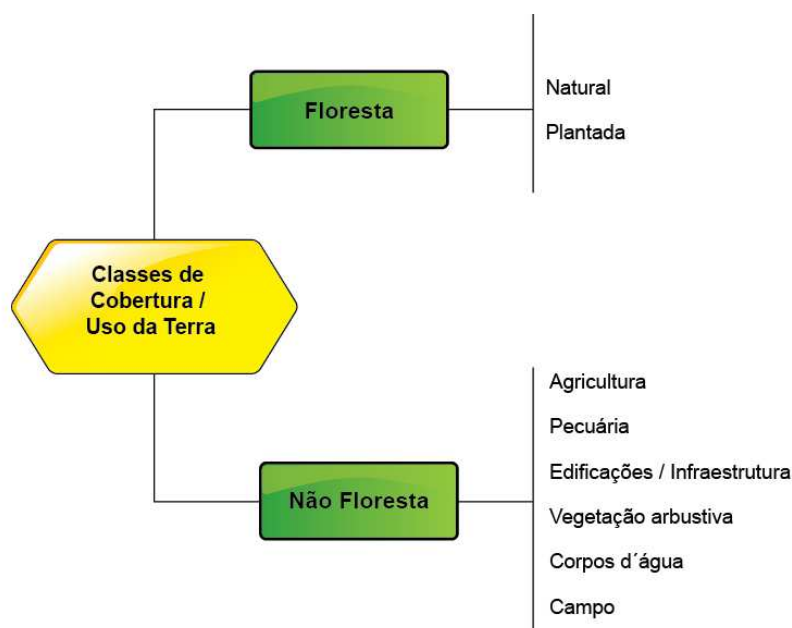 Floresta
Natural
Plantada
Classes de
Cobertura /
Uso da Terra
Não Floresta
Agricultura
Pecuária
Edificações / Infraestrutura
Vegetação arbustiva
Corpos d´água
Campo